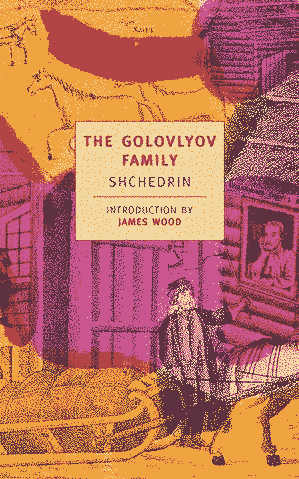 THE GOLOVLYOV
FAMILY
SHCHEDRIN
INTRODUCTION BY
JAMES WOOD